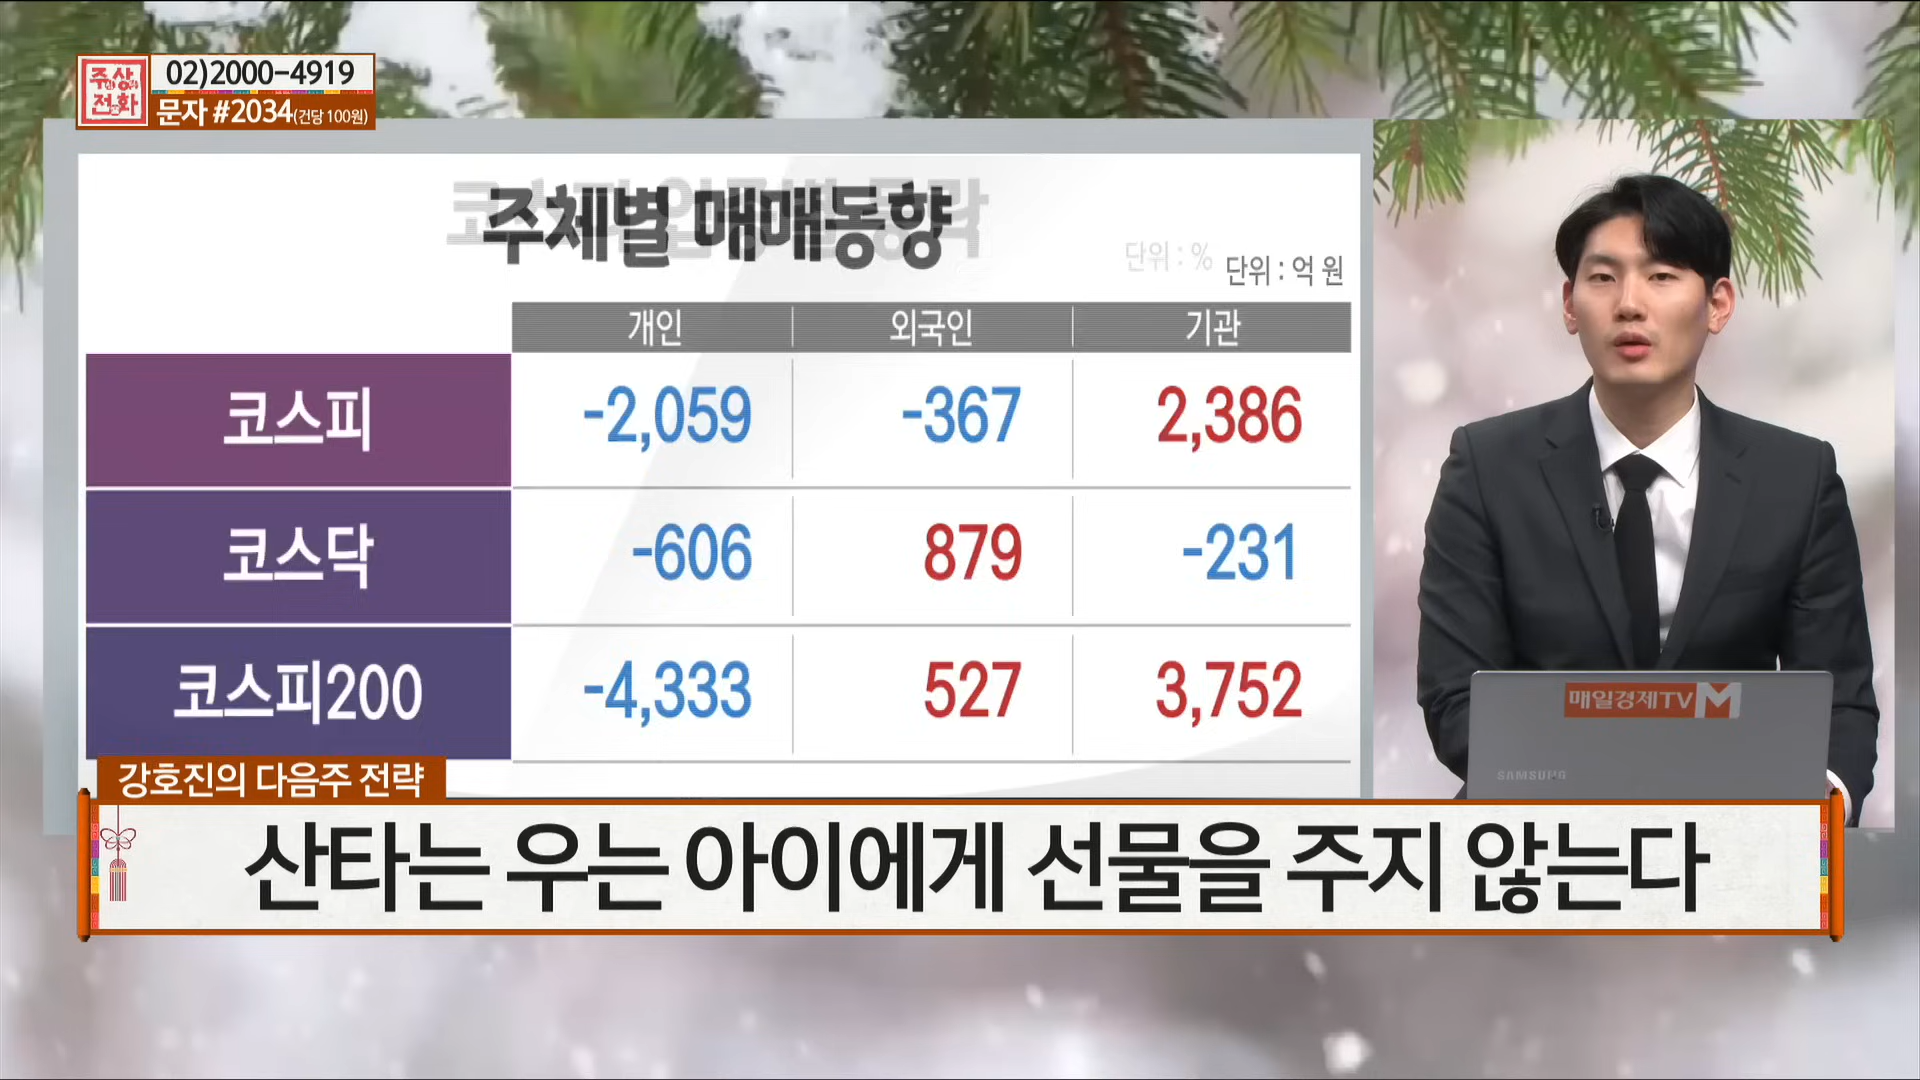 주상전화
02)2000-4919
문자 #2034(건당 100원)
주체별 매매동향
단위 : %
단위 : 억 원
개인 외국인 기관
코스피 -2,059 -367 2,386
코스닥 -606 879 -231
코스피200 -4,333 527 3,752
매일경제TV M
SAMSUNG
강호진의 다음주 전략
산타는 우는 아이에게 선물을 주지 않는다